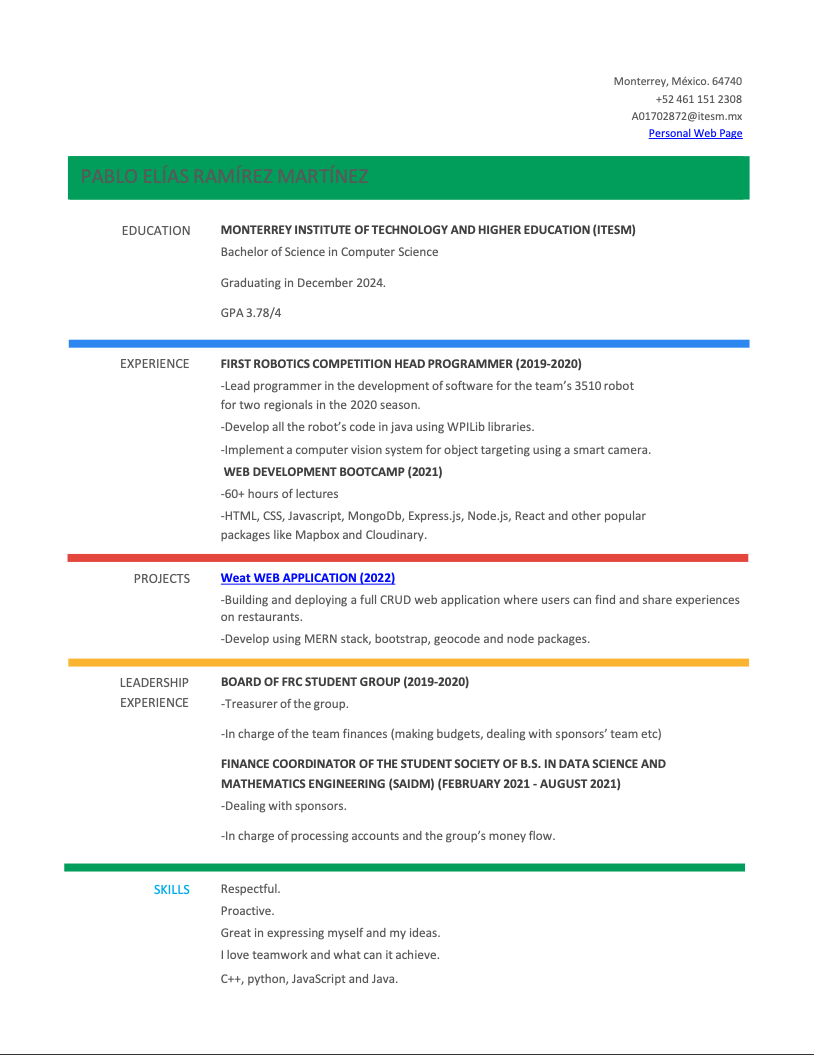 Monterrey, México. 64740
+52 461 151 2308
A01702872@itesm.mx
Personal Web Page
PABLO ELÍAS RAMÍREZ MARTÍNEZ
EDUCATION
MONTERREY INSTITUTE OF TECHNOLOGY AND HIGHER EDUCATION (ITESM)
Bachelor of Science in Computer Science
Graduating in December 2024.
GPA 3.78/4
EXPERIENCE
FIRST ROBOTICS COMPETITION HEAD PROGRAMMER (2019-2020)
-Lead programmer in the development of software for the team’s 3510 robot
for two regionals in the 2020 season.
-Develop all the robot’s code in java using WPILib libraries.
-Implement a computer vision system for object targeting using a smart camera.
WEB DEVELOPMENT BOOTCAMP (2021)
-60+ hours of lectures
-HTML, CSS, Javascript, MongoDb, Express.js, Node.js, React and other popular
packages like Mapbox and Cloudinary.
PROJECTS
Weat WEB APPLICATION (2022)
-Building and deploying a full CRUD web application where users can find and share experiences
on restaurants.
-Develop using MERN stack, bootstrap, geocode and node packages.
LEADERSHIP
EXPERIENCE
BOARD OF FRC STUDENT GROUP (2019-2020)
-Treasurer of the group.
-In charge of the team finances (making budgets, dealing with sponsors’ team etc)
FINANCE COORDINATOR OF THE STUDENT SOCIETY OF B.S. IN DATA SCIENCE AND
MATHEMATICS ENGINEERING (SAIDM) (FEBRUARY 2021 - AUGUST 2021)
-Dealing with sponsors.
-In charge of processing accounts and the group’s money flow.
SKILLS
Respectful.
Proactive.
Great in expressing myself and my ideas.
I love teamwork and what can it achieve.
C++, python, JavaScript and Java.